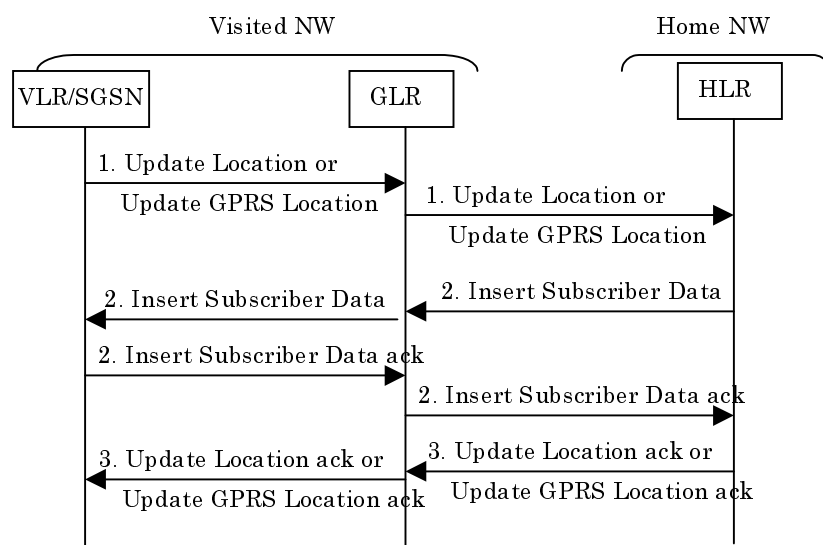 Visited NW
Home NW
VLR/SGSN
GLR
HLR
1. Update Location or
Update GPRS Location
1. Update Location or
Update GPRS Location
2. Insert Subscriber Data
2. Insert Subscriber Data
2. Insert Subscriber Data ack
2. Insert Subscriber Data ack
3. Update Location ack or
Update GPRS Location ack
3. Update Location ack or
Update GPRS Location ack